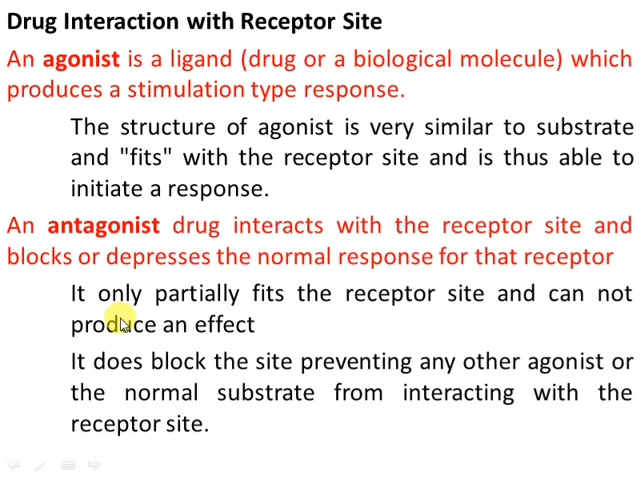 Drug Interaction with Receptor Site
An agonist is a ligand (drug or a biological molecule) which
produces a stimulation type response.
The structure of agonist is very similar to substrate
and "fits" with the receptor site and is thus able to
initiate a response.
An antagonist drug interacts with the receptor site and
blocks or depresses the normal response for that receptor
It only partially fits the receptor site and can not
produce an effect
It does block the site preventing any other agonist or
the normal substrate from interacting with the
receptor site.